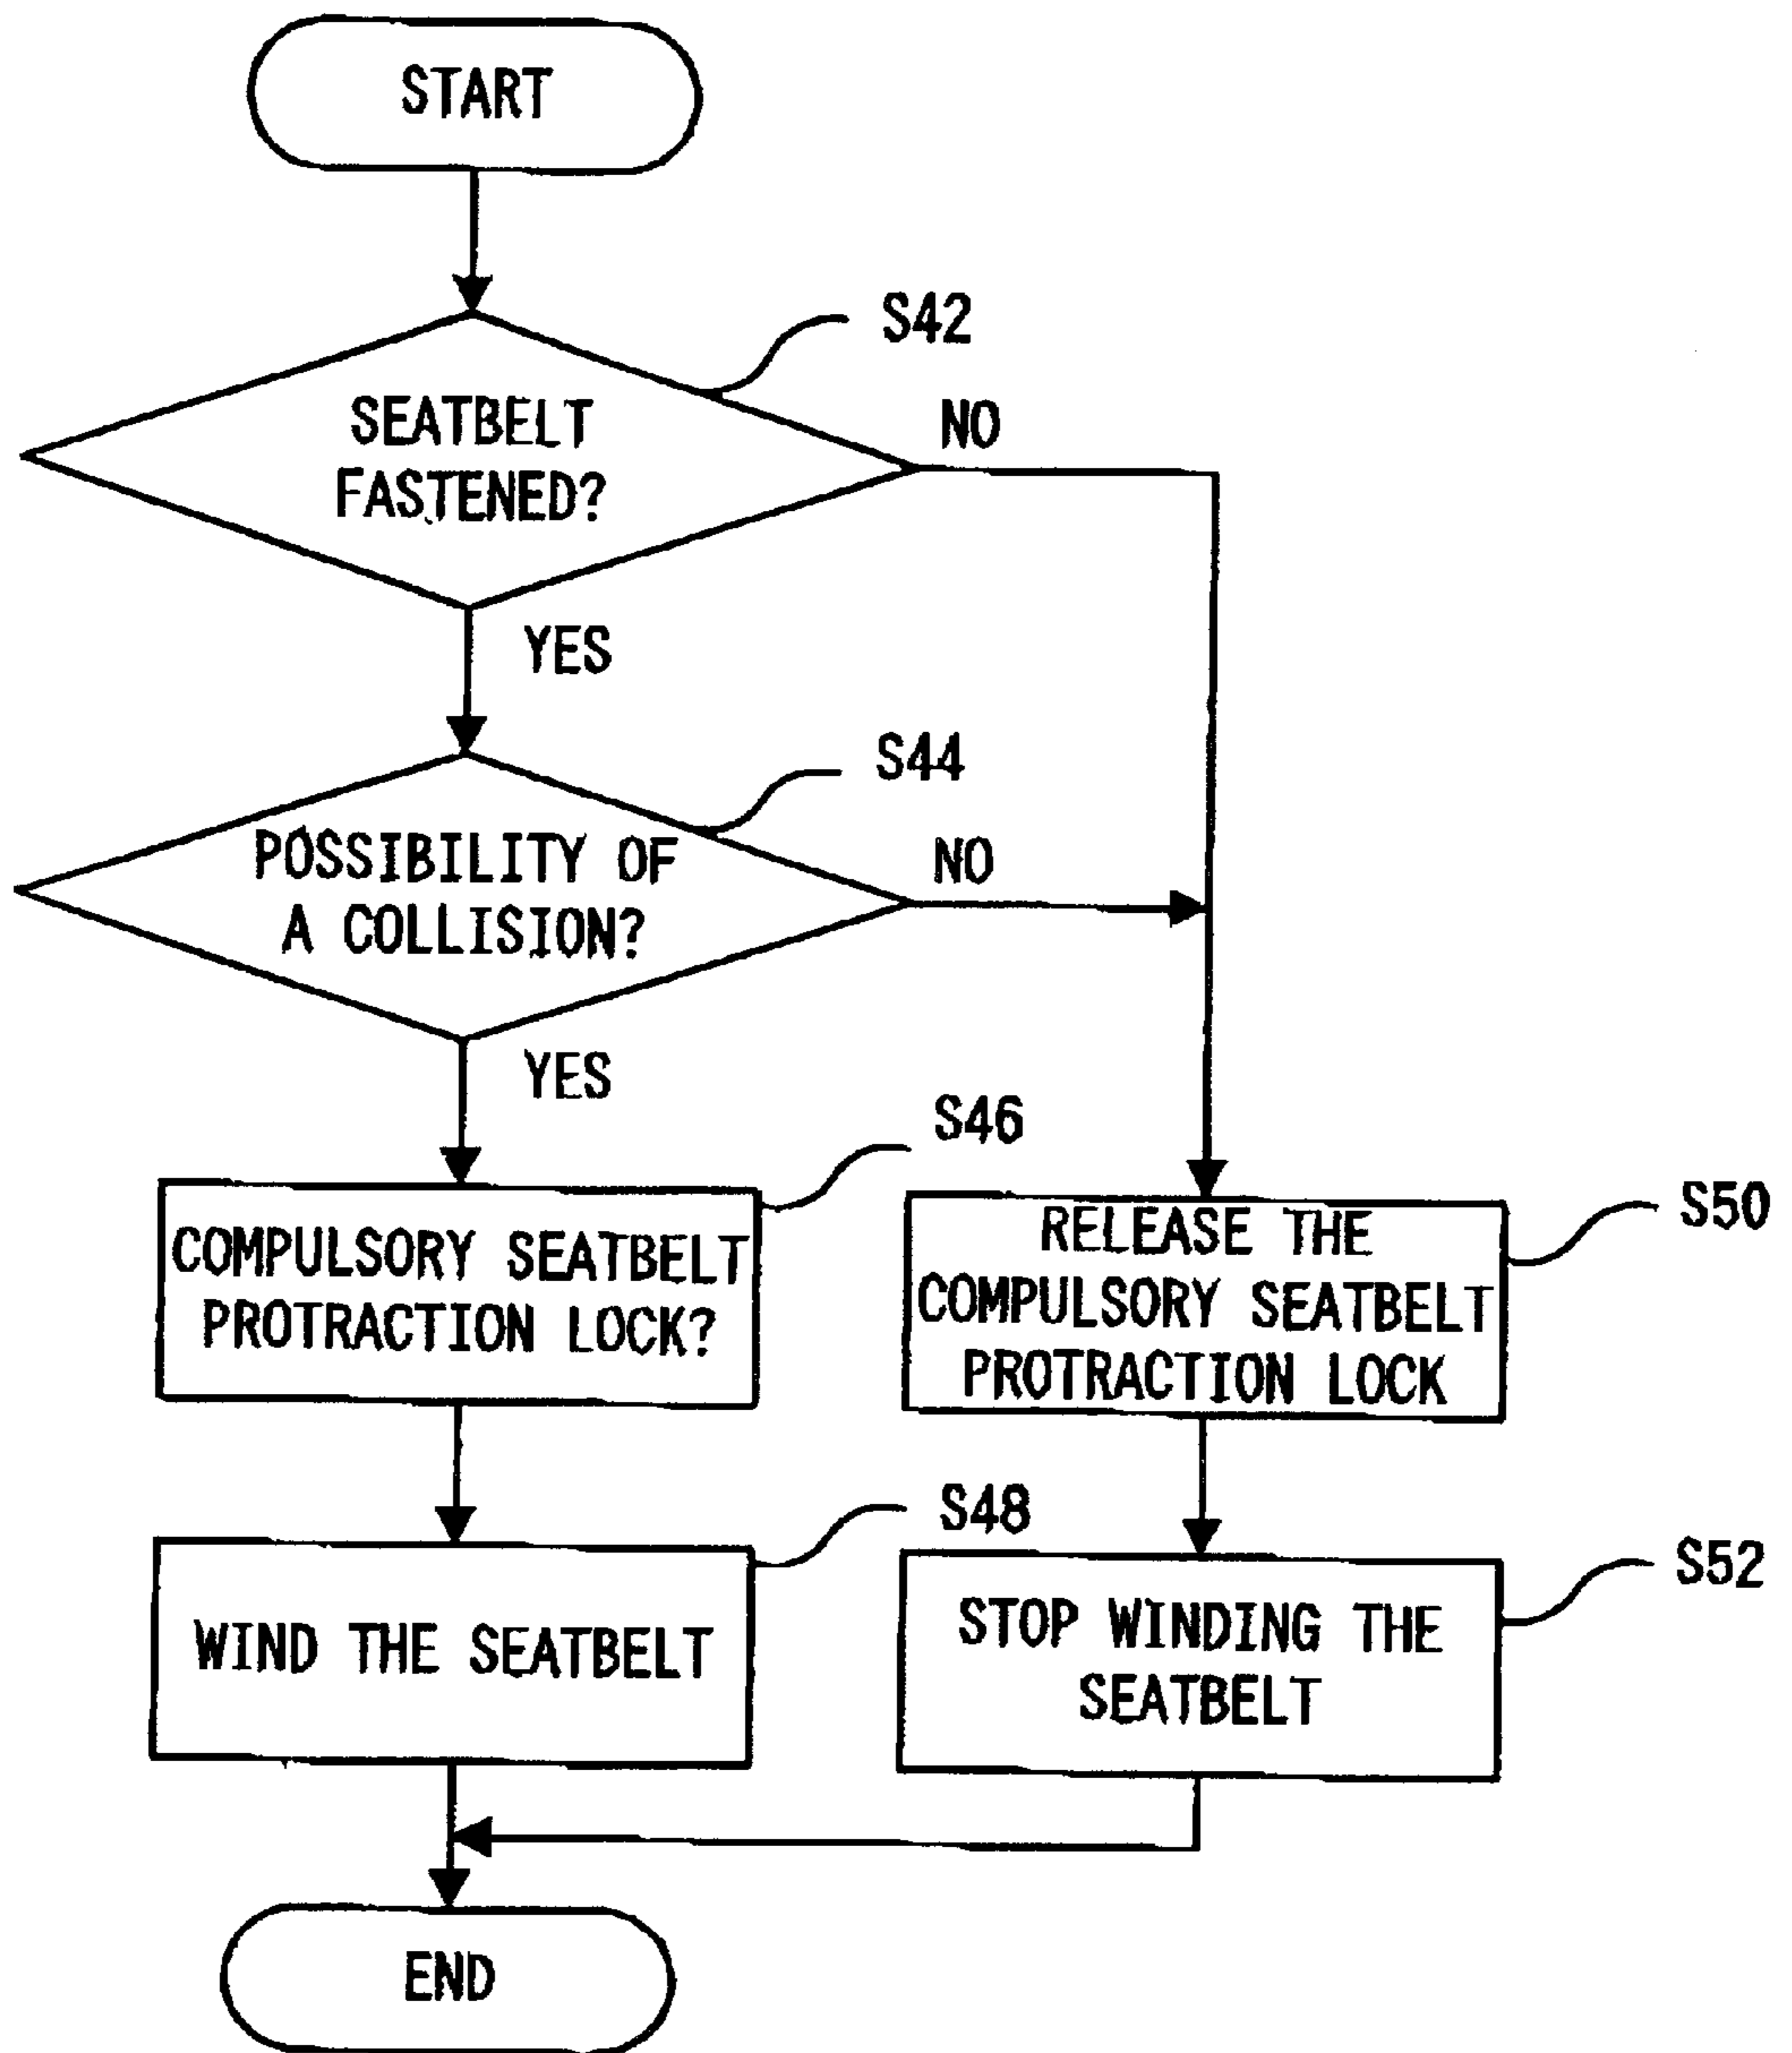 START
S42
SEATBELT
FASTENED?
NO
YES
S44
POSSIBILITY OF
A COLLISION?
NO
YES
S46
COMPULSORY SEATBELT
PROTRACTION LOCK?
S50
RELEASE THE
COMPULSORY SEATBELT
PROTRACTION LOCK
S48
WIND THE SEATBELT
S52
STOP WINDING THE
SEATBELT
END